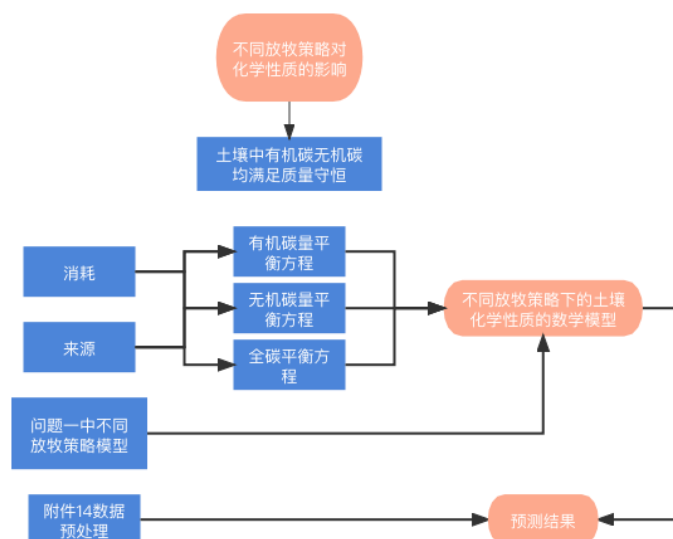 不同放牧策略对
化学性质的影响
土壤中有机碳无机碳
均满足质量守恒
消耗
来源
有机碳量平
衡方程
无机碳量平
衡方程
全碳平衡方
程
不同放牧策略下的土壤
化学性质的数学模型
问题一中不同
放牧策略模型
附件14数据
预处理
预测结果